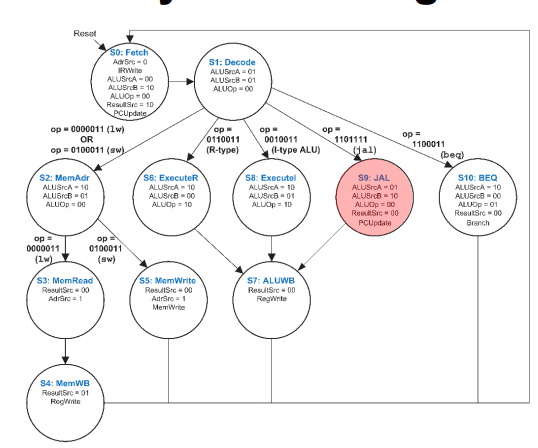 Reset
S0: Fetch
AdrSrc = 0
IRWrite
ALUSrcA = 00
ALUSrcB = 10
ALUOp = 00
ResultSrc = 10
PCUpdate
S1: Decode
ALUSrcA = 01
ALUSrcB = 01
ALUOp = 00
op = 0000011 (lw)
OR
op = 0100011 (sw)
op =
0110011
(R-type)
op =
0010011
(I-type ALU)
op =
1101111
(jal)
op =
1100011
(beq)
S2: MemAdr
ALUSrcA = 10
ALUSrcB = 01
ALUOp = 00
S6: ExecuteR
ALUSrcA = 10
ALUSrcB = 00
ALUOp = 10
S8: ExecuteI
ALUSrcA = 10
ALUSrcB = 01
ALUOp = 10
S9: JAL
ALUSrcA = 01
ALUSrcB = 10
ALUOp = 00
ResultSrc = 00
PCUpdate
S10: BEQ
ALUSrcA = 10
ALUSrcB = 00
ALUOp = 01
ResultSrc = 00
Branch
op =
0000011
(lw)
op =
0100011
(sw)
S3: MemRead
ResultSrc = 00
AdrSrc = 1
S5: MemWrite
ResultSrc = 00
AdrSrc = 1
MemWrite
S7: ALUWB
ResultSrc = 00
RegWrite
S4: MemWB
ResultSrc = 01
RegWrite